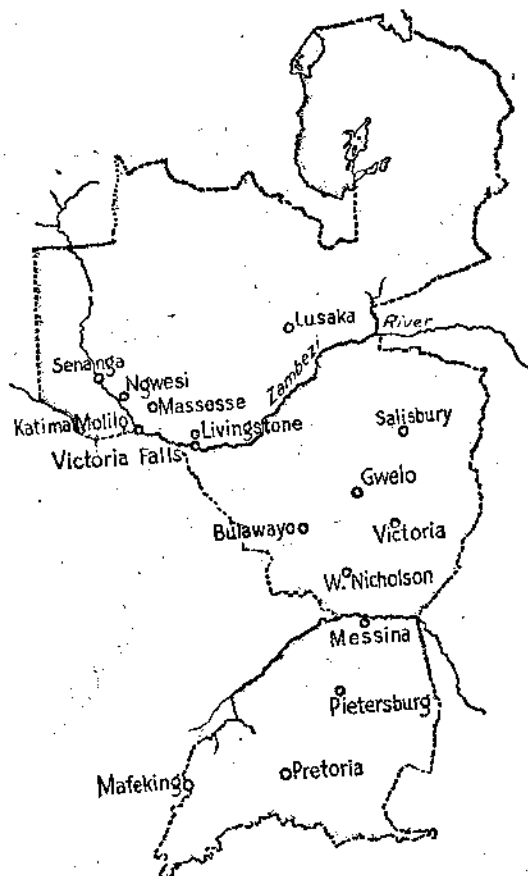 Lusaka
River
Zambezi
Senanga
Ngwesi
Massesse
Katima Molilo
Livingstone
Victoria Falls
Salisbury
Gwelo
Bulawayo
Victoria
W. Nicholson
Messina
Pietersburg
Mafeking
Pretoria